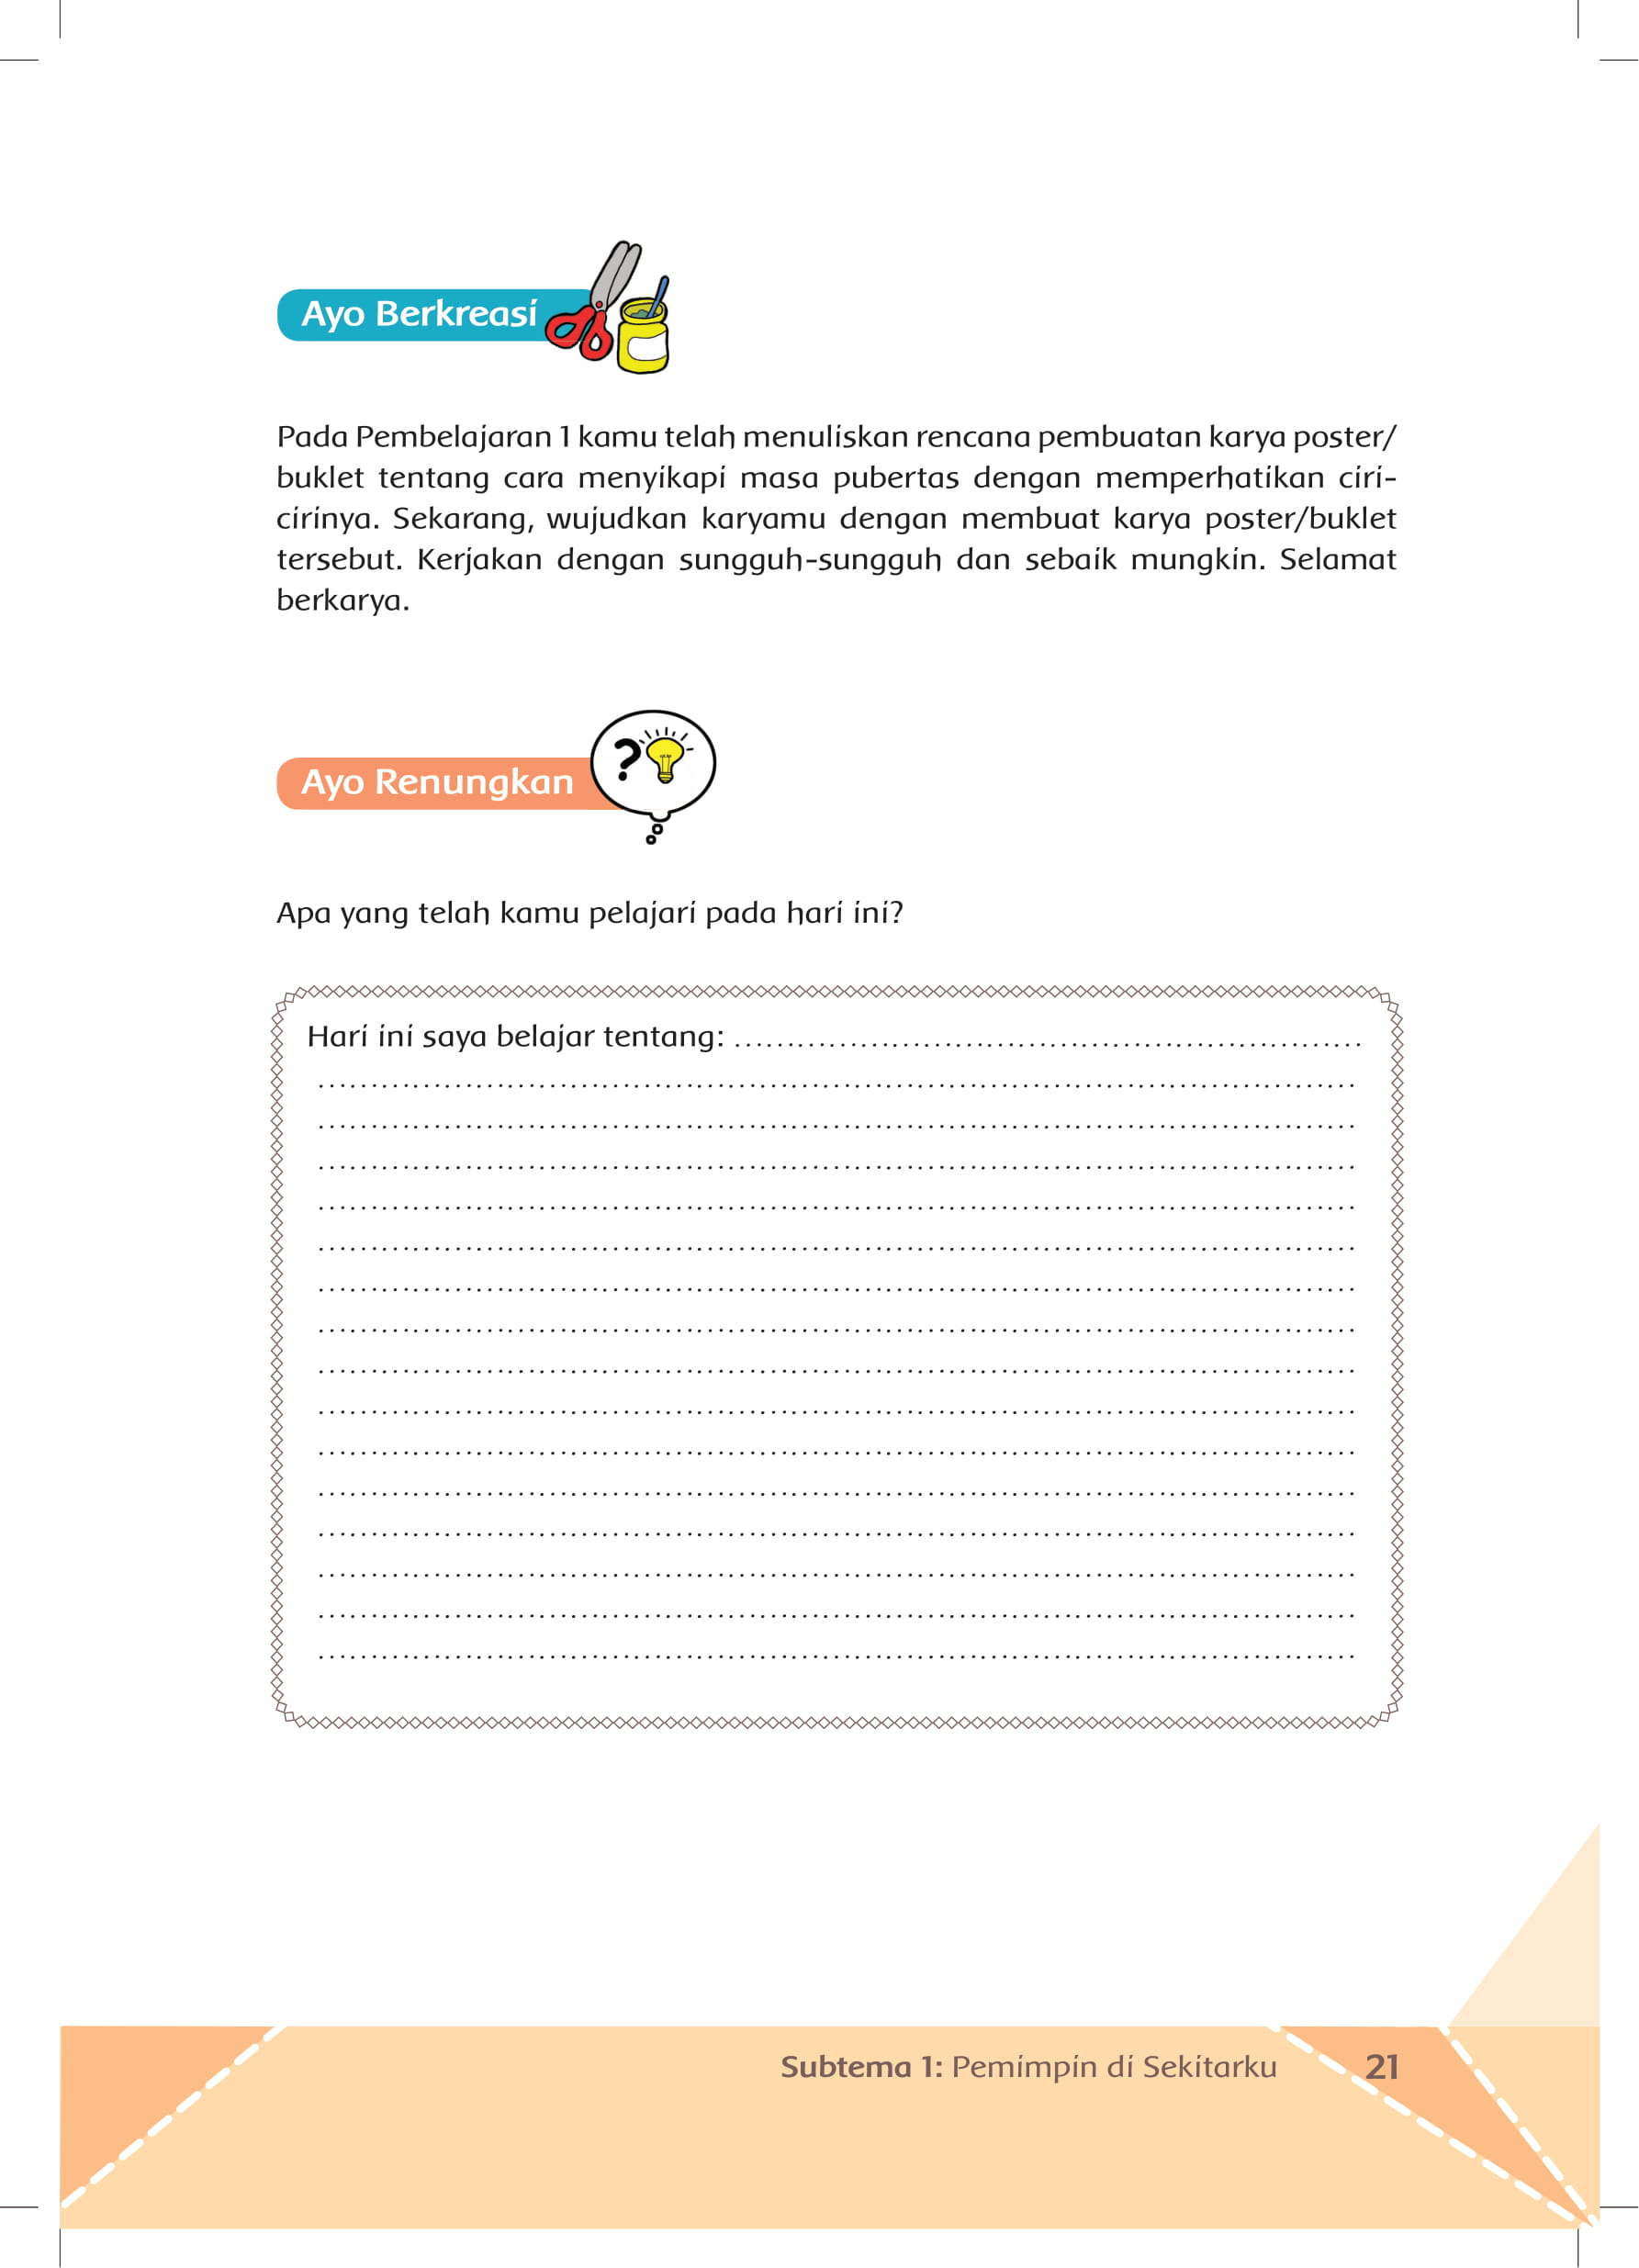 Ayo Berkreasi
Pada Pembelajaran 1 kamu telah menuliskan rencana pembuatan karya poster/
buklet tentang cara menyikapi masa pubertas dengan memperhatikan ciri-
cirinya. Sekarang, wujudkan karyamu dengan membuat karya poster/buklet
tersebut. Kerjakan dengan sungguh-sungguh dan sebaik mungkin. Selamat
berkarya.
?
Ayo Renungkan
Apa yang telah kamu pelajari pada hari ini?
Hari ini saya belajar tentang: ............................................................
Subtema 1: Pemimpin di Sekitarku 21